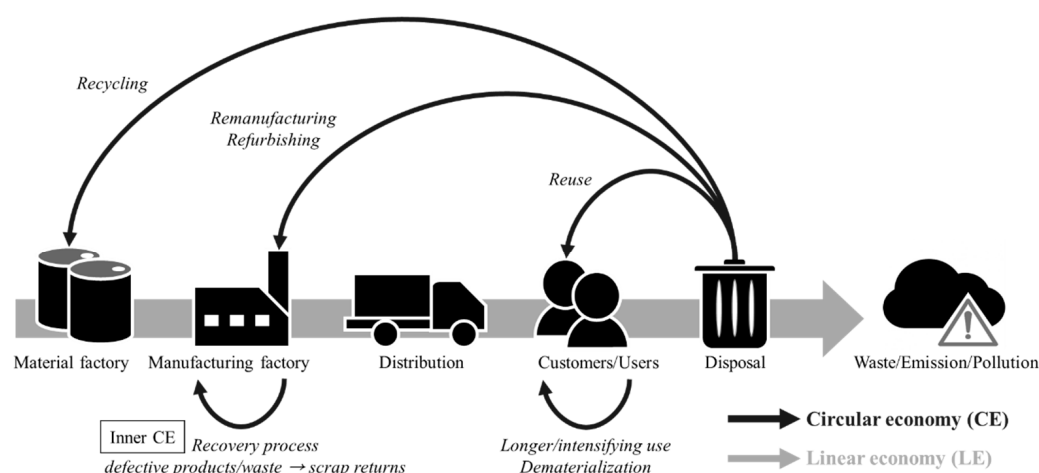 Recycling
Remanufacturing
Refurbishing
Reuse
Material factory
Manufacturing factory
Distribution
Customers/Users
Disposal
Waste/Emission/Pollution
Inner CE
Recovery process
defective products/waste → scrap returns
Longer/intensifying use
Dematerialization
Circular economy (CE)
Linear economy (LE)